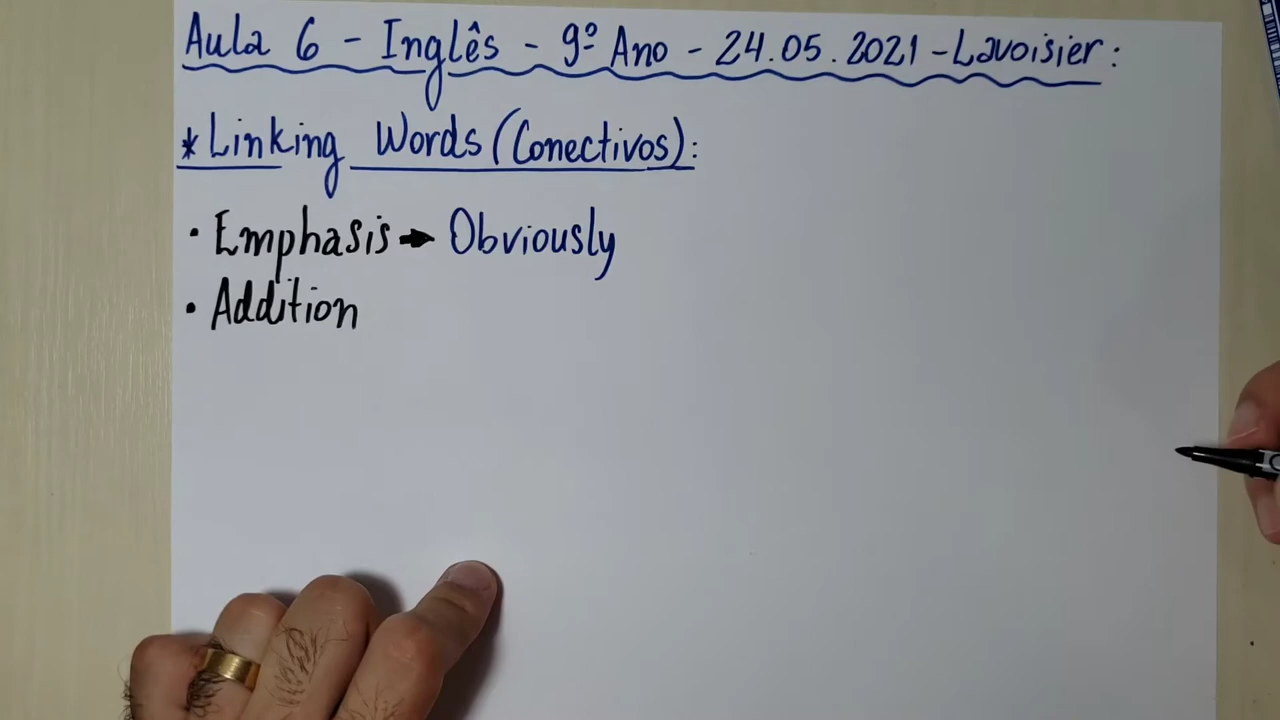 Aula 6 - Inglês - 9º Ano - 24.05.2021 - Lavoisier:
*Linking Words (Conectivos):
• Emphasis → Obviously
• Addition